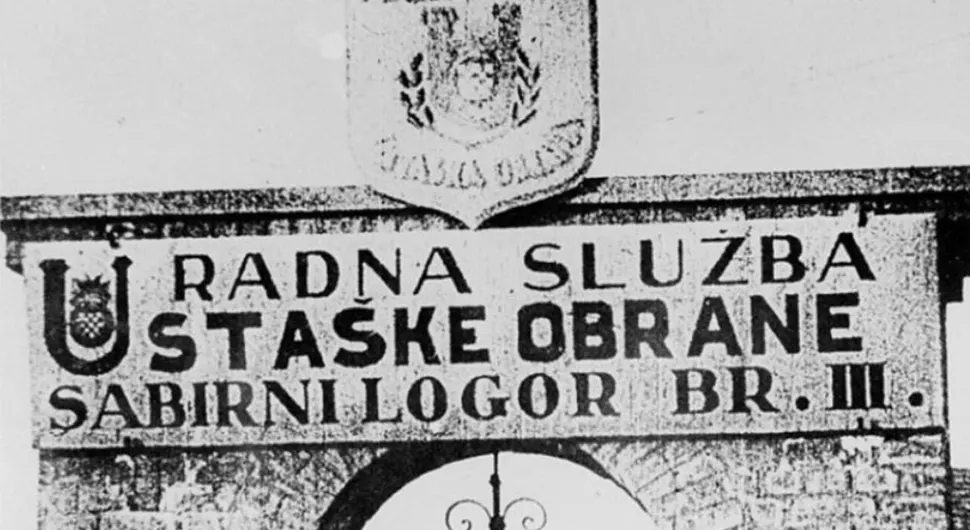 RADNA SLUŽBA
USTAŠKE OBRANE
SABIRNI LOGOR BR. III.